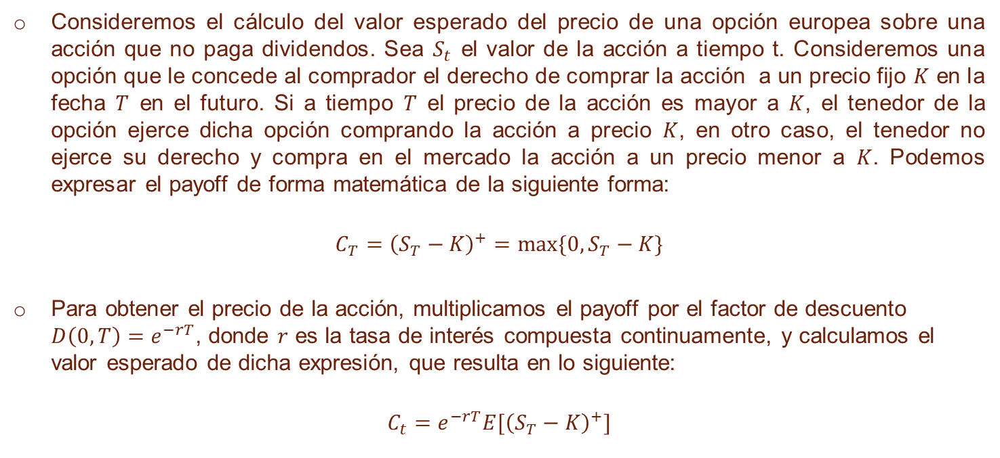 ○ Consideremos el cálculo del valor esperado del precio de una opción europea sobre una
acción que no paga dividendos. Sea $S_t$ el valor de la acción a tiempo t. Consideremos una
opción que le concede al comprador el derecho de comprar la acción a un precio fijo $K$ en la
fecha $T$ en el futuro. Si a tiempo $T$ el precio de la acción es mayor a $K$, el tenedor de la
opción ejerce dicha opción comprando la acción a precio $K$, en otro caso, el tenedor no
ejerce su derecho y compra en el mercado la acción a un precio menor a $K$. Podemos
expresar el payoff de forma matemática de la siguiente forma:
$C_T = (S_T - K)^+ = \max\{0, S_T - K\}$
○ Para obtener el precio de la acción, multiplicamos el payoff por el factor de descuento
$D(0,T) = e^{-rT}$, donde $r$ es la tasa de interés compuesta continuamente, y calculamos el
valor esperado de dicha expresión, que resulta en lo siguiente:
$C_t = e^{-rT} E[(S_T - K)^+]$